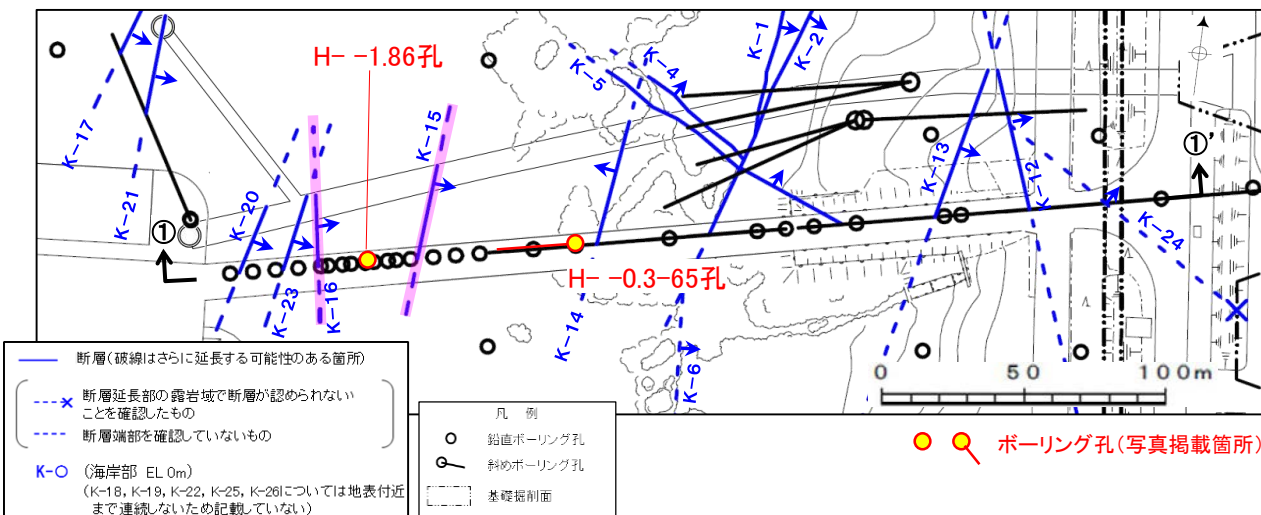 H- -1.86孔
K-1
K-2
K-4
K-5
K-15
K-17
K-21
K-20
K-23
K-16
K-14
K-6
K-13
K-12
K-24
①
①’
H- -0.3-65孔
0 50 100m
ボーリング孔(写真掲載箇所)
断層(破線はさらに延長する可能性のある箇所)
断層延長部の露岩域で断層が認められない
ことを確認したもの
断層端部を確認していないもの
K-○ (海岸部 EL 0m)
(K-18, K-19, K-22, K-25, K-26については地表付近
まで連続しないため記載していない)
凡 例
鉛直ボーリング孔
斜めボーリング孔
基礎掘削面